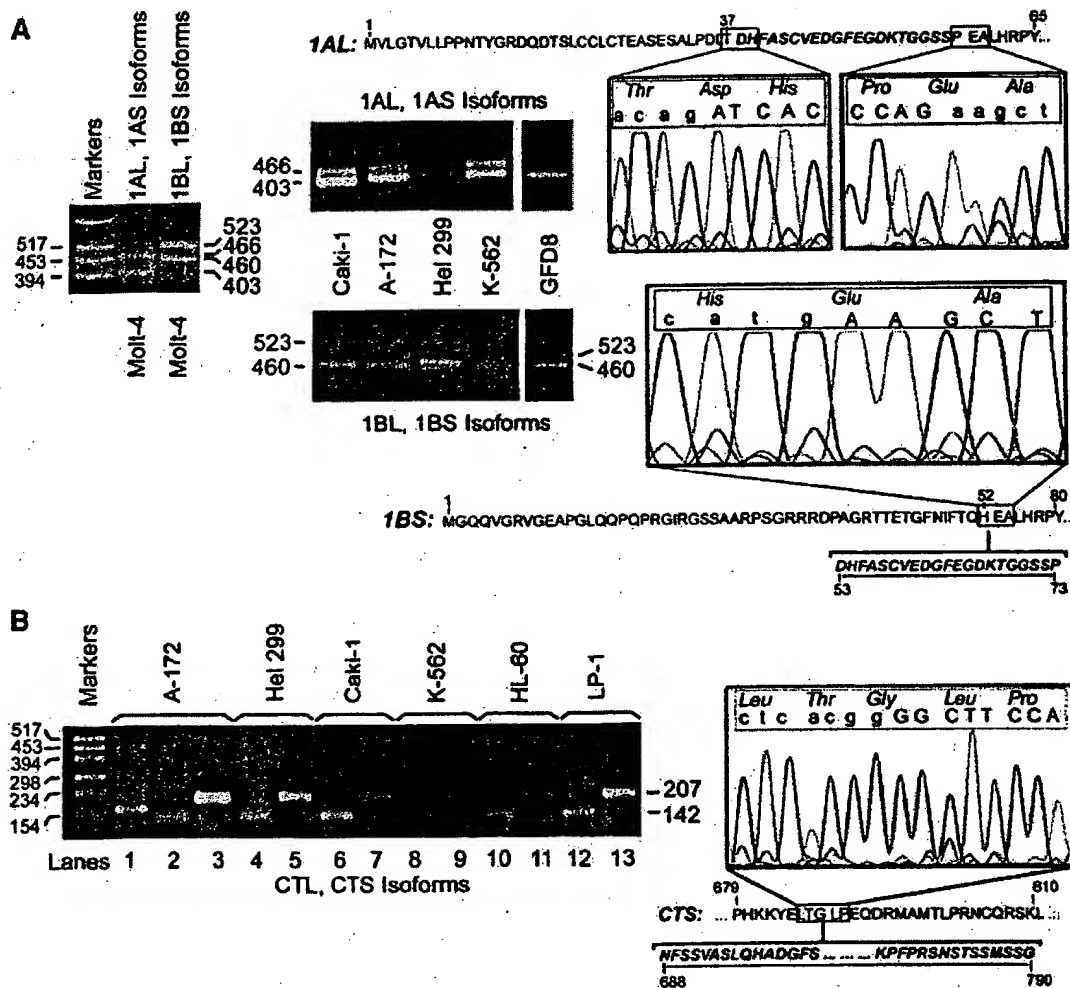 A
Markers
1AL, 1AS Isoforms
1BL, 1BS Isoforms
517
453
394
523
466
460
403
Molt-4
Molt-4
1AL, 1AS Isoforms
466
403
Caki-1
A-172
Hel 299
K-562
GFD8
523
460
523
460
1BL, 1BS Isoforms
1 37 65
1AL: MVLGTVLLPPNTYGRDQDTSLCCLCTEASESALPDLTDHFASCVEDGFEGDKTGGSSPEALHRPY...
Thr Asp His
a c a g A T C A C
Pro Glu Ala
C C A G a a g c t
His Glu Ala
c a t g A A G C T
1 52 80
1BS: MGQQVGRVGEAPGLQQPQPRGIRGSSAARPSGRRRDPAGRTTETGFNIFTQHEALHRPY...
DHFASCVEDGFEGDKTGGSSP
53 73
B
Markers
A-172
Hel 299
Caki-1
K-562
HL-60
LP-1
517
453
394
298
234
154
207
142
Lanes 1 2 3 4 5 6 7 8 9 10 11 12 13
CTL, CTS Isoforms
Leu Thr Gly Leu Pro
c t c a c g g G G C T T C C A
679 810
CTS: ... PHKKYELTGLPEQDRMAMTLPRNCQRSKL ...
NFSSVASLQHADGFS ... ... ... KPFPRSNSTSSMSSG
688 790